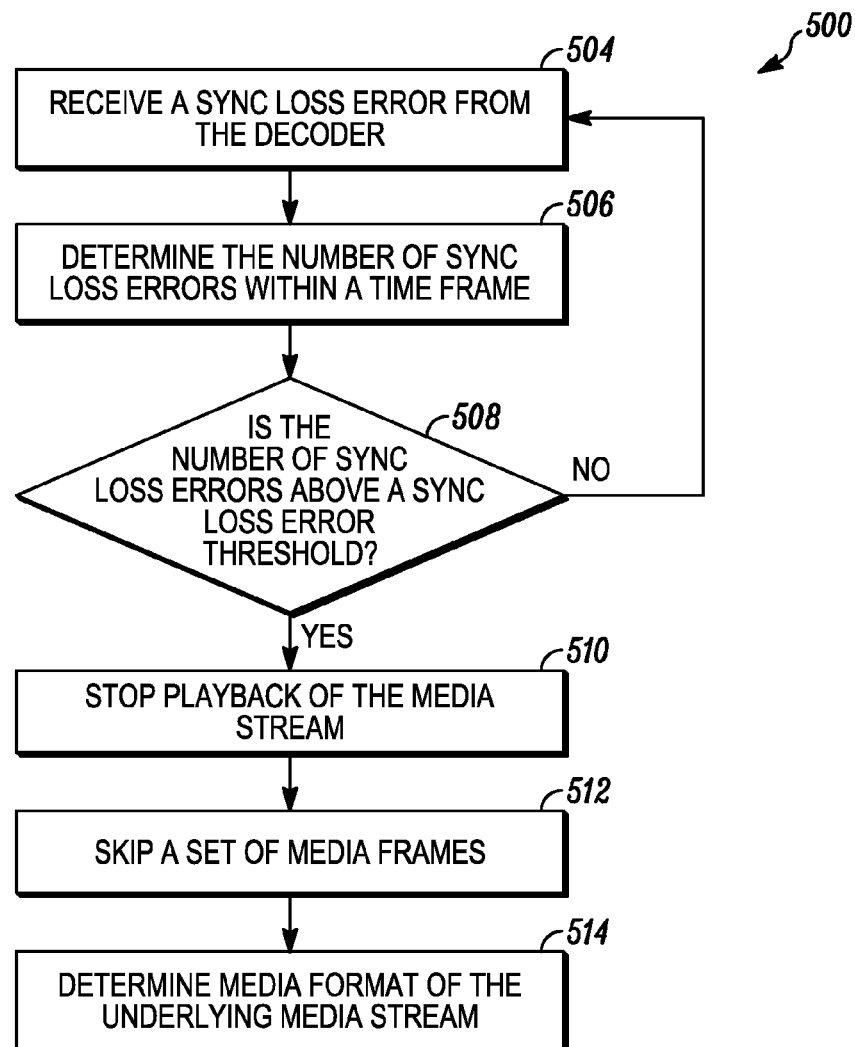 500
504
RECEIVE A SYNC LOSS ERROR FROM
THE DECODER
506
DETERMINE THE NUMBER OF SYNC
LOSS ERRORS WITHIN A TIME FRAME
508
IS THE
NUMBER OF SYNC
LOSS ERRORS ABOVE A SYNC
LOSS ERROR
THRESHOLD?
NO
YES
510
STOP PLAYBACK OF THE MEDIA
STREAM
512
SKIP A SET OF MEDIA FRAMES
514
DETERMINE MEDIA FORMAT OF THE
UNDERLYING MEDIA STREAM